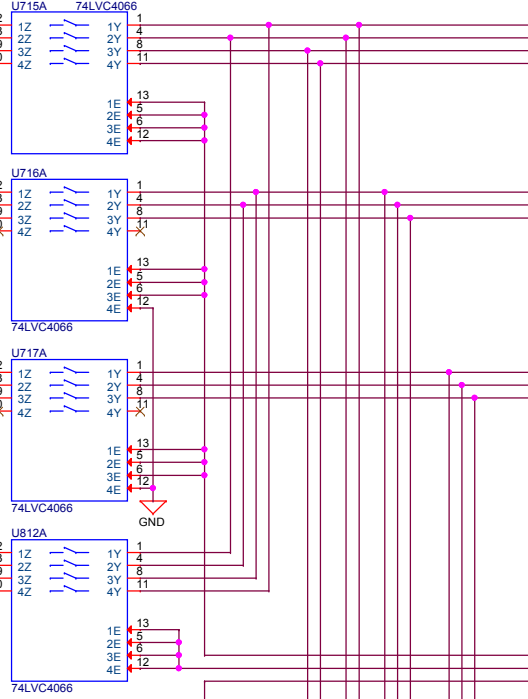 U715A 74LVC4066
1Z 1Y 1
2Z 2Y 4
3Z 3Y 8
4Z 4Y 11
1E 13
2E 5
3E 6
4E 12
U716A
1Z 1Y 1
2Z 2Y 4
3Z 3Y 8
4Z 4Y 11
1E 13
2E 5
3E 6
4E 12
74LVC4066
U717A
1Z 1Y 1
2Z 2Y 4
3Z 3Y 8
4Z 4Y 11
1E 13
2E 5
3E 6
4E 12
74LVC4066
GND
U812A
1Z 1Y 1
2Z 2Y 4
3Z 3Y 8
4Z 4Y 11
1E 13
2E 5
3E 6
4E 12
74LVC4066